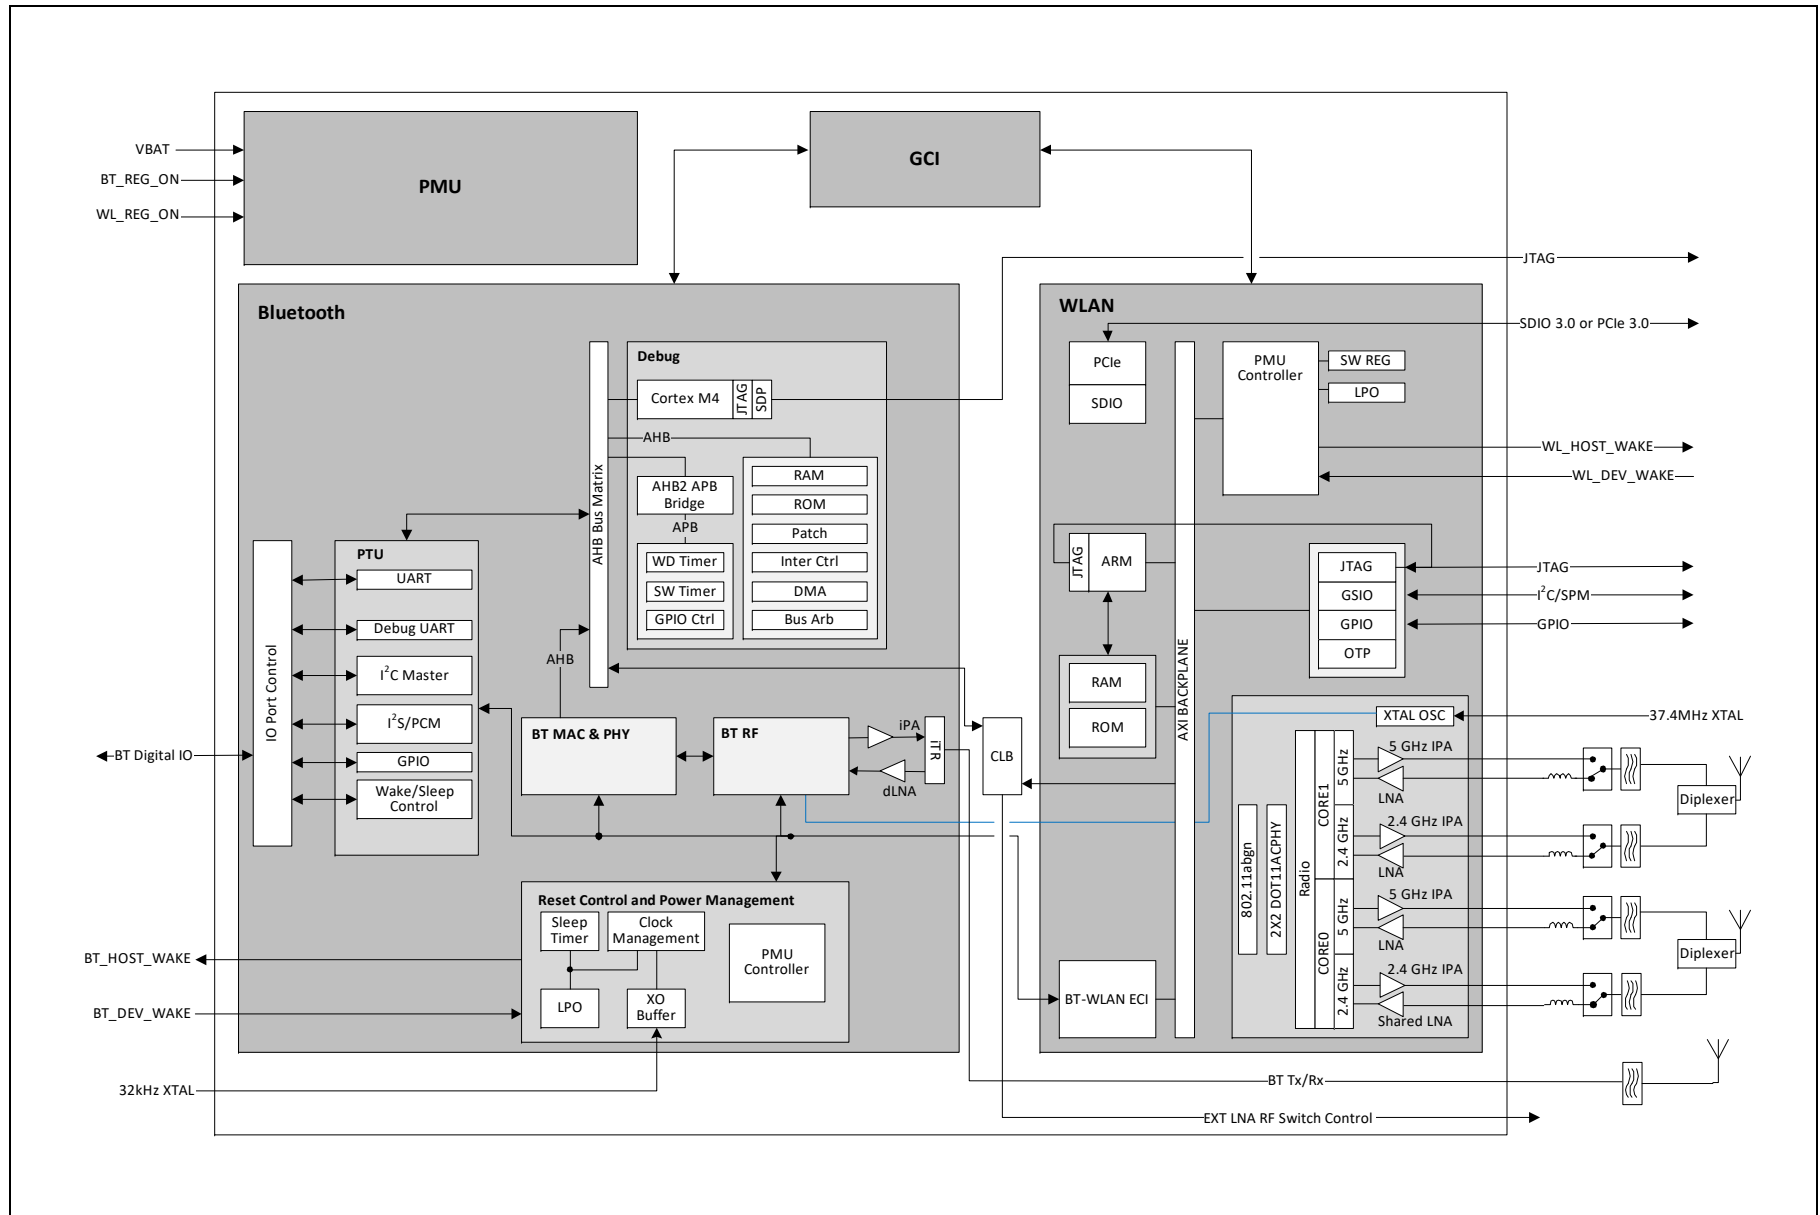 VBAT
BT_REG_ON
WL_REG_ON
PMU
GCI
JTAG
Bluetooth
WLAN
SDIO 3.0 or PCIe 3.0
Debug
Cortex M4
JTAG
SDP
AHB
AHB Bus Matrix
AHB2 APB
Bridge
APB
WD Timer
SW Timer
GPIO Ctrl
RAM
ROM
Patch
Inter Ctrl
DMA
Bus Arb
PTU
UART
Debug UART
I²C Master
I²S/PCM
GPIO
Wake/Sleep
Control
IO Port Control
BT Digital IO
AHB
BT MAC & PHY
BT RF
iPA
dLNA
iTR
CLB
Reset Control and Power Management
Sleep
Timer
Clock
Management
PMU
Controller
LPO
XO
Buffer
BT_HOST_WAKE
BT_DEV_WAKE
32kHz XTAL
PCIe
SDIO
PMU
Controller
SW REG
LPO
WL_HOST_WAKE
WL_DEV_WAKE
AXI BACKPLANE
JTAG
ARM
RAM
ROM
JTAG
GSIO
GPIO
OTP
JTAG
I²C/SPM
GPIO
XTAL OSC
37.4MHz XTAL
802.11abgn
2X2 DOT11ACPHY
Radio
CORE1
CORE0
5 GHz
2.4 GHz
5 GHz
2.4 GHz
5 GHz IPA
LNA
2.4 GHz IPA
LNA
5 GHz IPA
LNA
2.4 GHz IPA
Shared LNA
Diplexer
Diplexer
BT-WLAN ECI
BT Tx/Rx
EXT LNA RF Switch Control